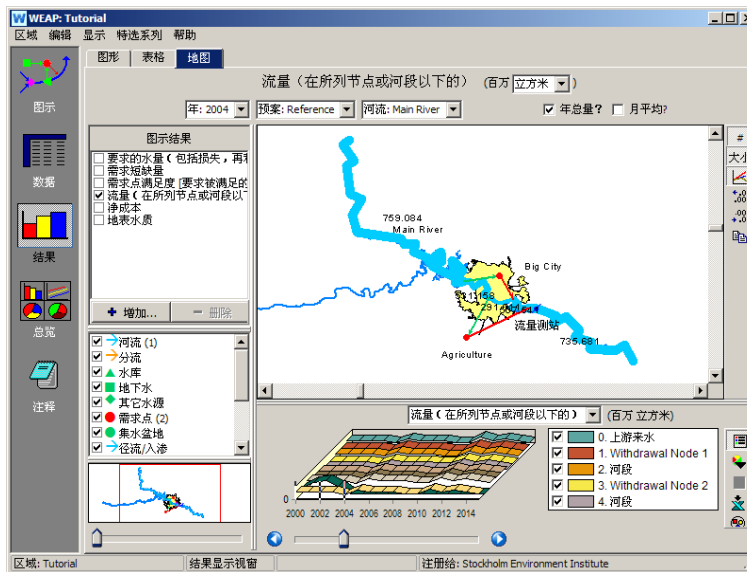 WEAP: Tutorial
区域 编辑 显示 特选系列 帮助
图形 表格 地图
流量（在所列节点或河段以下的） (百万 立方米 )
年: 2004 预案: Reference 河流: Main River 年总量? 月平均?
图示
数据
结果
总览
注释
图示结果
要求的水量（包括损失，再利
需求短缺量
需求点满足度 [要求被满足的
流量（在所列节点或河段以下
净成本
地表水质
增加... 删除
河流 (1)
分流
水库
地下水
其它水源
需求点 (2)
集水盆地
径流/入渗
759.084
Main River
Big City
流量测站
735.681
Agriculture
#
大小
流量（在所列节点或河段以下的） (百万 立方米)
0
2000 2002 2004 2006 2008 2010 2012 2014
0. 上游来水
1. Withdrawal Node 1
2. 河段
3. Withdrawal Node 2
4. 河段
区域: Tutorial 结果显示视窗 注册给: Stockholm Environment Institute